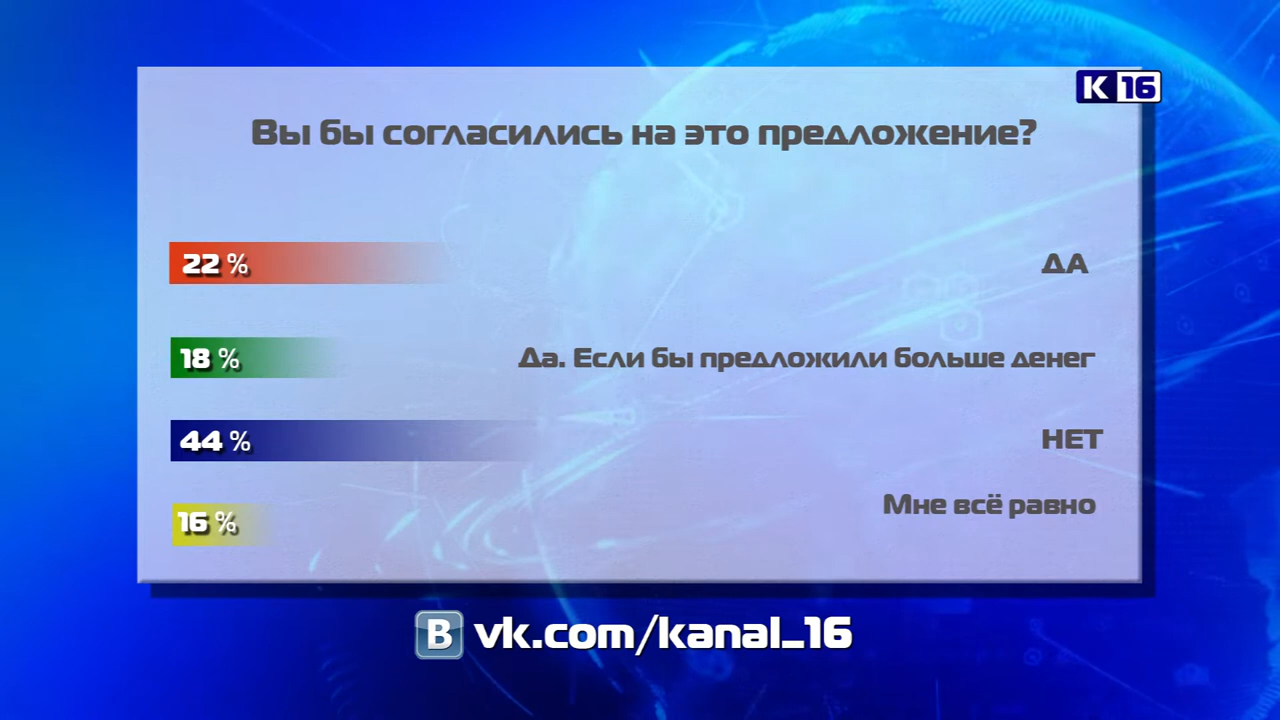 К 16
Вы бы согласились на это предложение?
22 % ДА
18 % Да. Если бы предложили больше денег
44 % НЕТ
16 % Мне всё равно
В vk.com/kanal_16